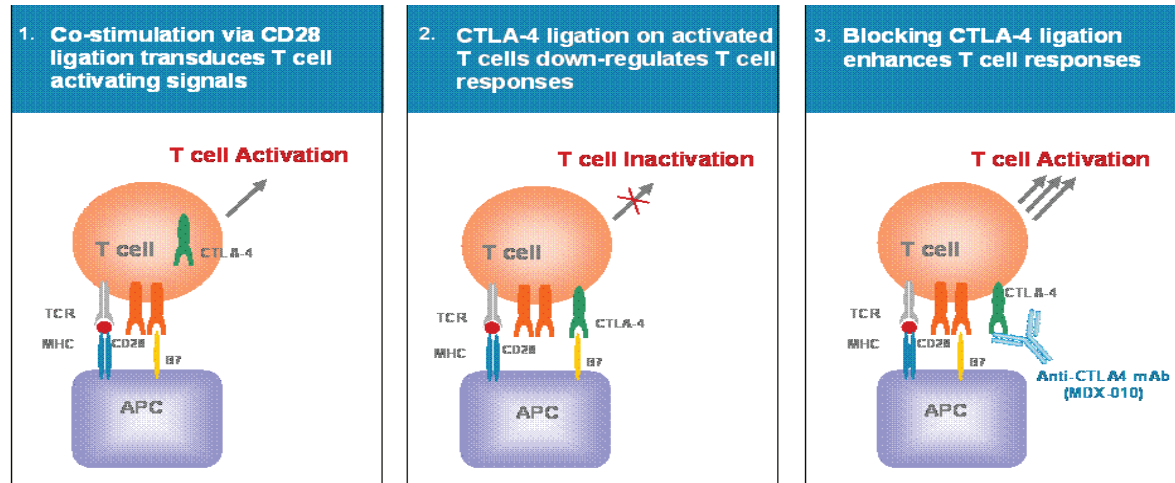 1. Co-stimulation via CD28
ligation transduces T cell
activating signals
T cell Activation
T cell
CTLA-4
TCR
MHC
CD28
B7
APC
2. CTLA-4 ligation on activated
T cells down-regulates T cell
responses
T cell Inactivation
T cell
TCR
CTLA-4
MHC
CD28
B7
APC
3. Blocking CTLA-4 ligation
enhances T cell responses
T cell Activation
T cell
CTLA-4
TCR
MHC
CD28
B7
Anti-CTLA4 mAb
(MDX-010)
APC